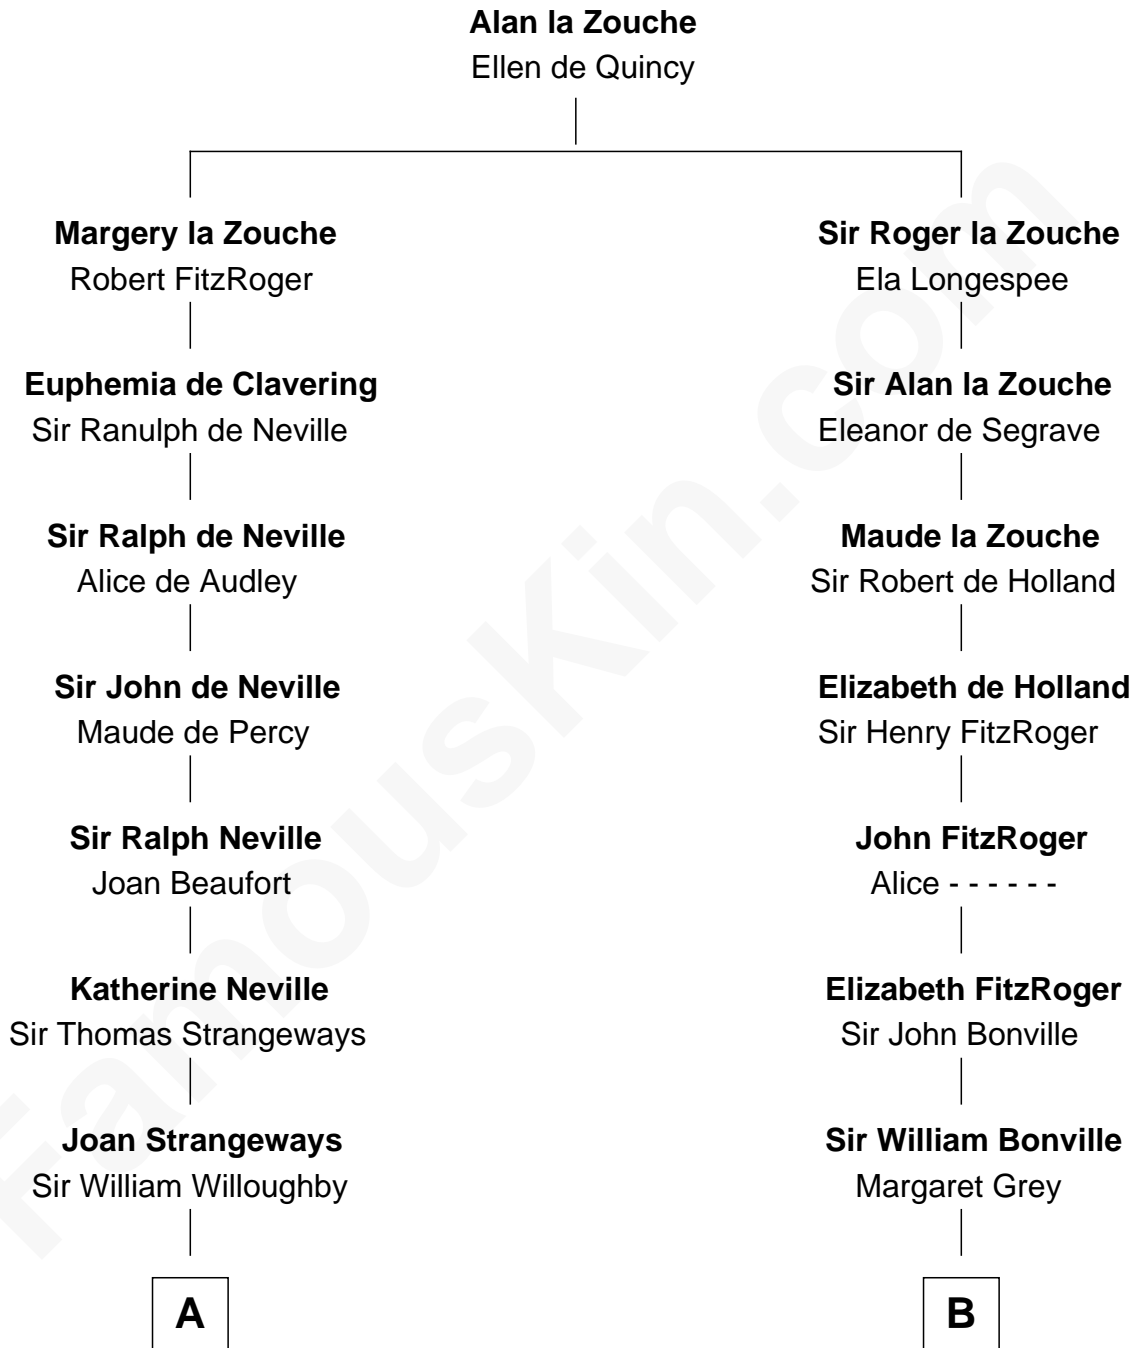 Alan la Zouche
Ellen de Quincy
Margery la Zouche
Robert FitzRoger
Sir Roger la Zouche
Ela Longespee
Euphemia de Clavering
Sir Ranulph de Neville
Sir Alan la Zouche
Eleanor de Segrave
Sir Ralph de Neville
Alice de Audley
Maude la Zouche
Sir Robert de Holland
Sir John de Neville
Maude de Percy
Elizabeth de Holland
Sir Henry FitzRoger
Sir Ralph Neville
Joan Beaufort
John FitzRoger
Alice - - - - - -
Katherine Neville
Sir Thomas Strangeways
Elizabeth FitzRoger
Sir John Bonville
Joan Strangeways
Sir William Willoughby
Sir William Bonville
Margaret Grey
A
B
FamousKin.com